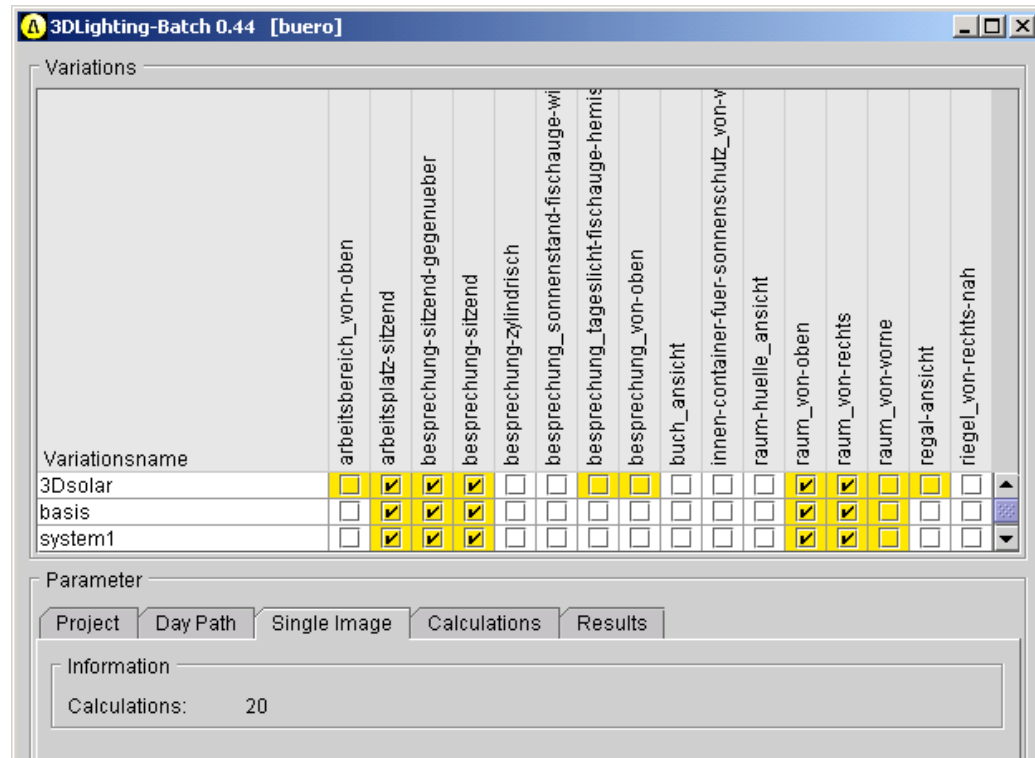 3DLighting-Batch 0.44 [buero]
Variations
Variationsname
arbeitsbereich_von-oben
arbeitsplatz-sitzend
besprechung-sitzend-gegenueber
besprechung-sitzend
besprechung-zylindrisch
besprechung_sonnenstand-fischauge-wi
besprechung_tageslicht-fischauge-hemis
besprechung_von-oben
buch_ansicht
innen-container-fuer-sonnenschutz_von-v
raum-huelle_ansicht
raum_von-oben
raum_von-rechts
raum_von-vorne
regal-ansicht
riegel_von-rechts-nah
3Dsolar
basis
system1
Parameter
Project Day Path Single Image Calculations Results
Information
Calculations: 20